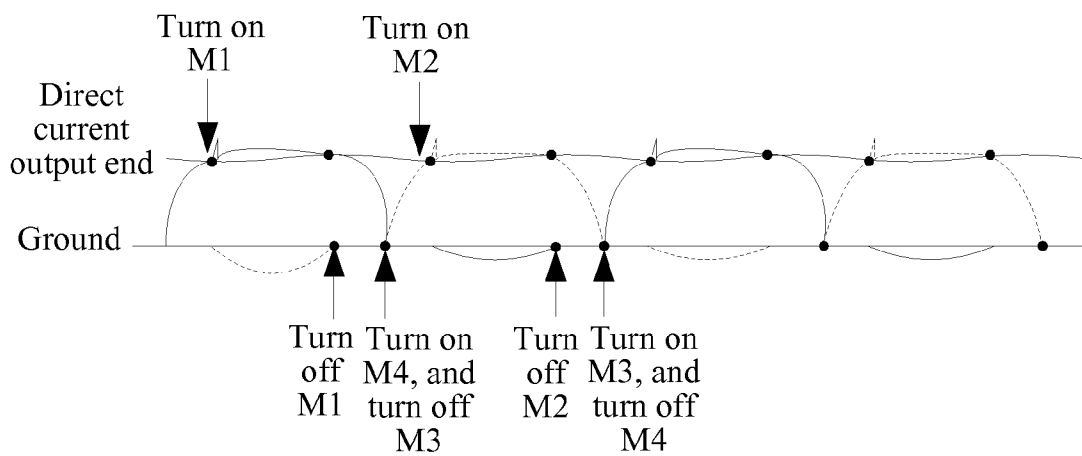 Turn on
M1
Turn on
M2
Direct
current
output end
Ground
Turn
off
M1
Turn on
M4, and
turn off
M3
Turn
off
M2
Turn on
M3, and
turn off
M4